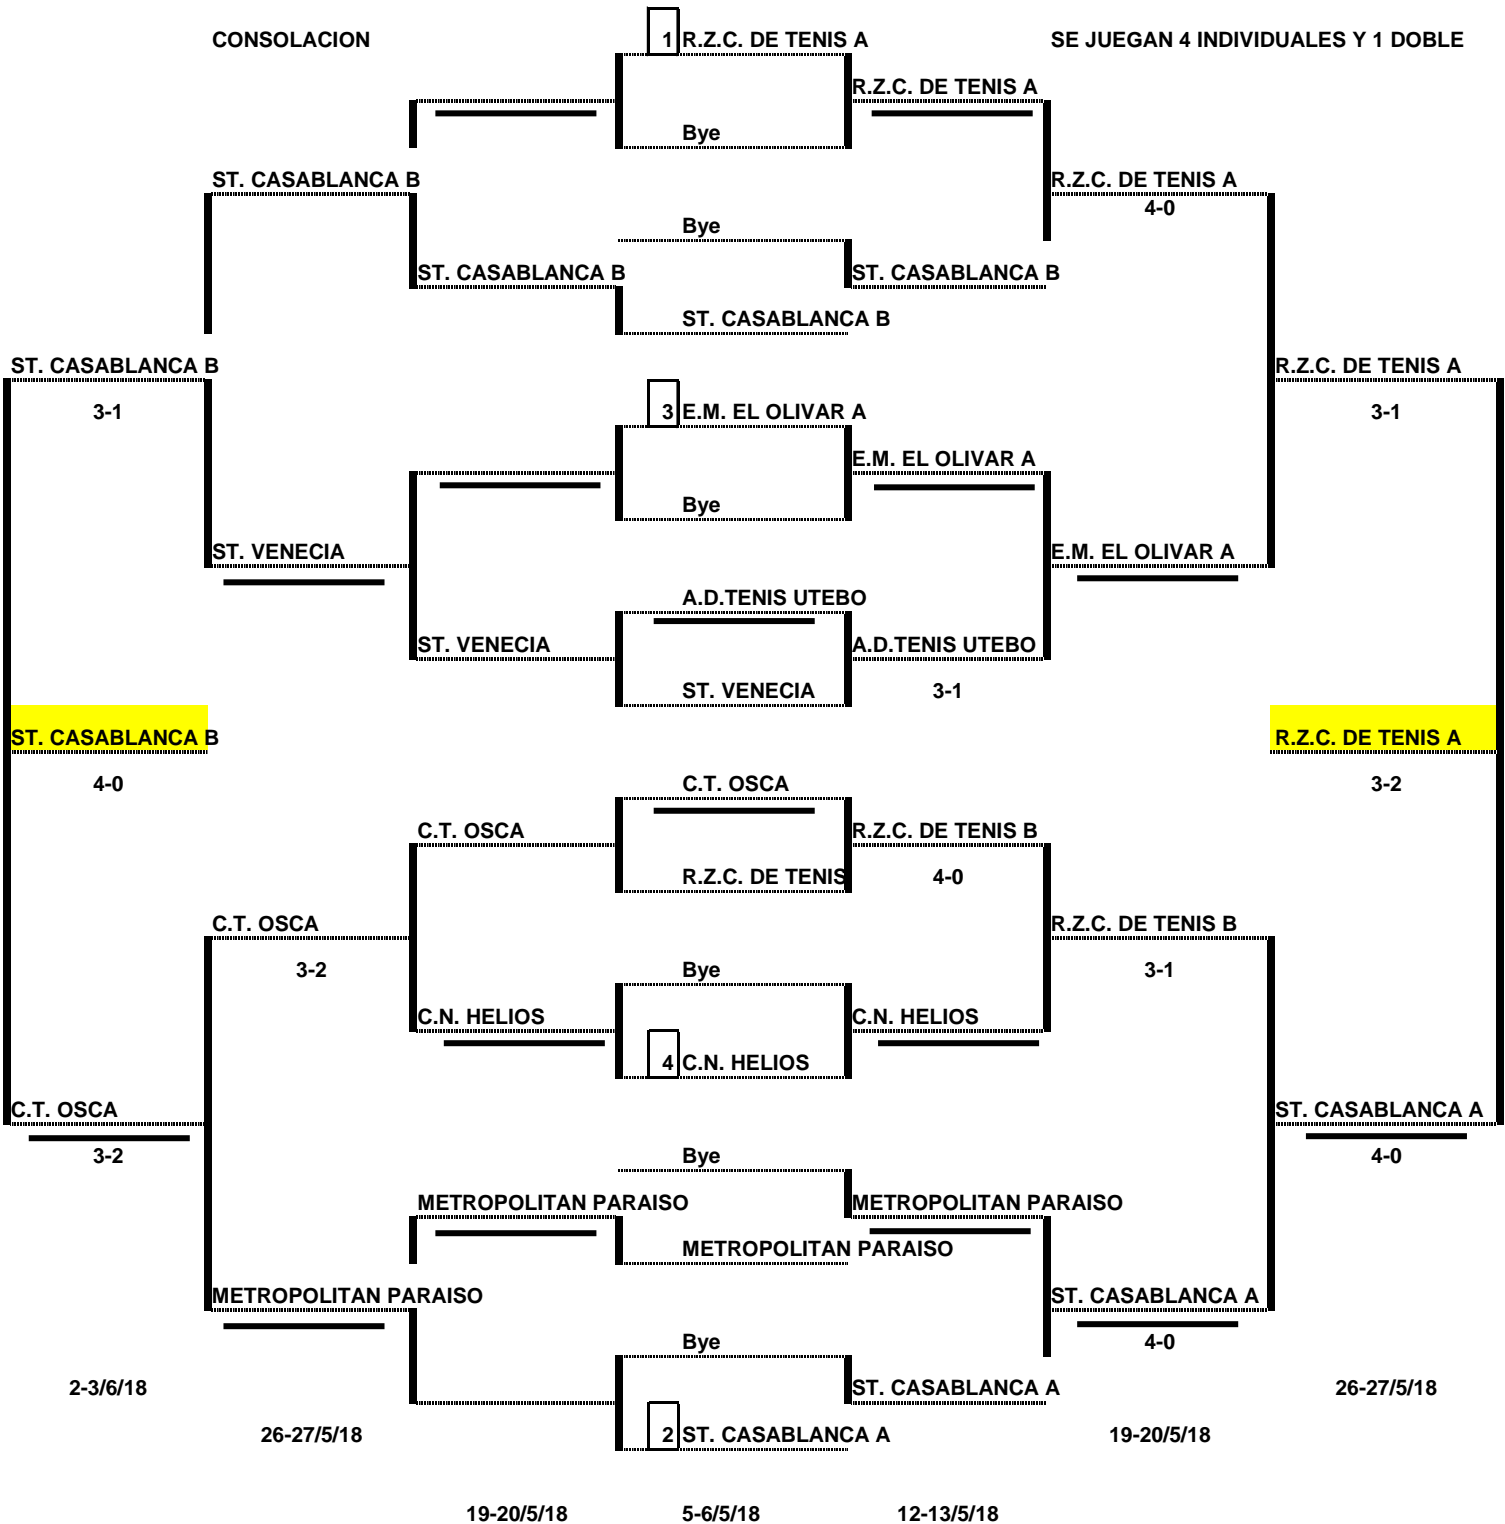 CONSOLACION
1 R.Z.C. DE TENIS A
SE JUEGAN 4 INDIVIDUALES Y 1 DOBLE
R.Z.C. DE TENIS A
Bye
ST. CASABLANCA B
R.Z.C. DE TENIS A
4-0
Bye
ST. CASABLANCA B
ST. CASABLANCA B
ST. CASABLANCA B
ST. CASABLANCA B
R.Z.C. DE TENIS A
3-1
3 E.M. EL OLIVAR A
3-1
E.M. EL OLIVAR A
Bye
ST. VENECIA
E.M. EL OLIVAR A
A.D.TENIS UTEBO
ST. VENECIA
A.D.TENIS UTEBO
ST. VENECIA
3-1
ST. CASABLANCA B
R.Z.C. DE TENIS A
4-0
C.T. OSCA
3-2
C.T. OSCA
R.Z.C. DE TENIS B
R.Z.C. DE TENIS
4-0
C.T. OSCA
R.Z.C. DE TENIS B
3-2
Bye
3-1
C.N. HELIOS
C.N. HELIOS
4 C.N. HELIOS
C.T. OSCA
ST. CASABLANCA A
3-2
Bye
4-0
METROPOLITAN PARAISO
METROPOLITAN PARAISO
METROPOLITAN PARAISO
METROPOLITAN PARAISO
ST. CASABLANCA A
Bye
4-0
2-3/6/18
ST. CASABLANCA A
26-27/5/18
26-27/5/18
2 ST. CASABLANCA A
19-20/5/18
19-20/5/18
5-6/5/18
12-13/5/18